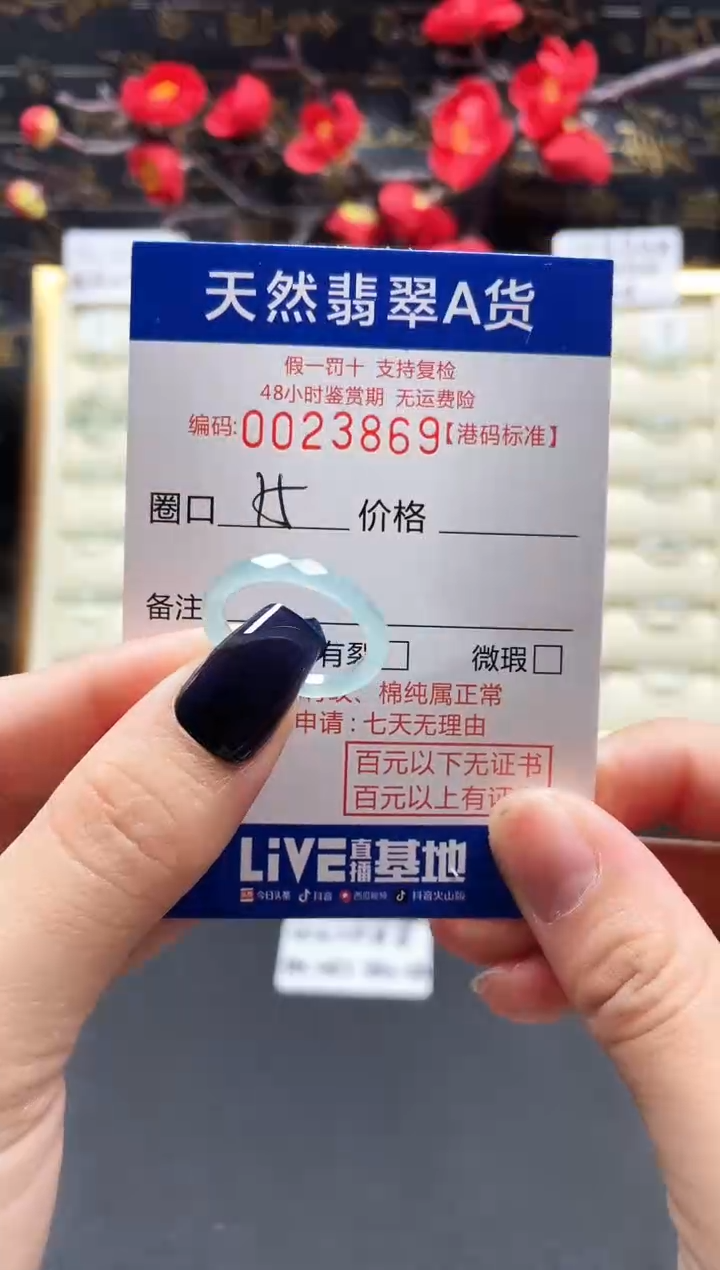 天然翡翠A货
假一罚十 支持复检
48小时鉴赏期 无运费险
编码:0023869【港码标准】
圈口 价格
备注
有裂 微瑕
棉纯属正常
申请:七天无理由
百元以下无证书
百元以上有证
LiVE直播基地
今日头条 抖音 西瓜视频 抖音火山版